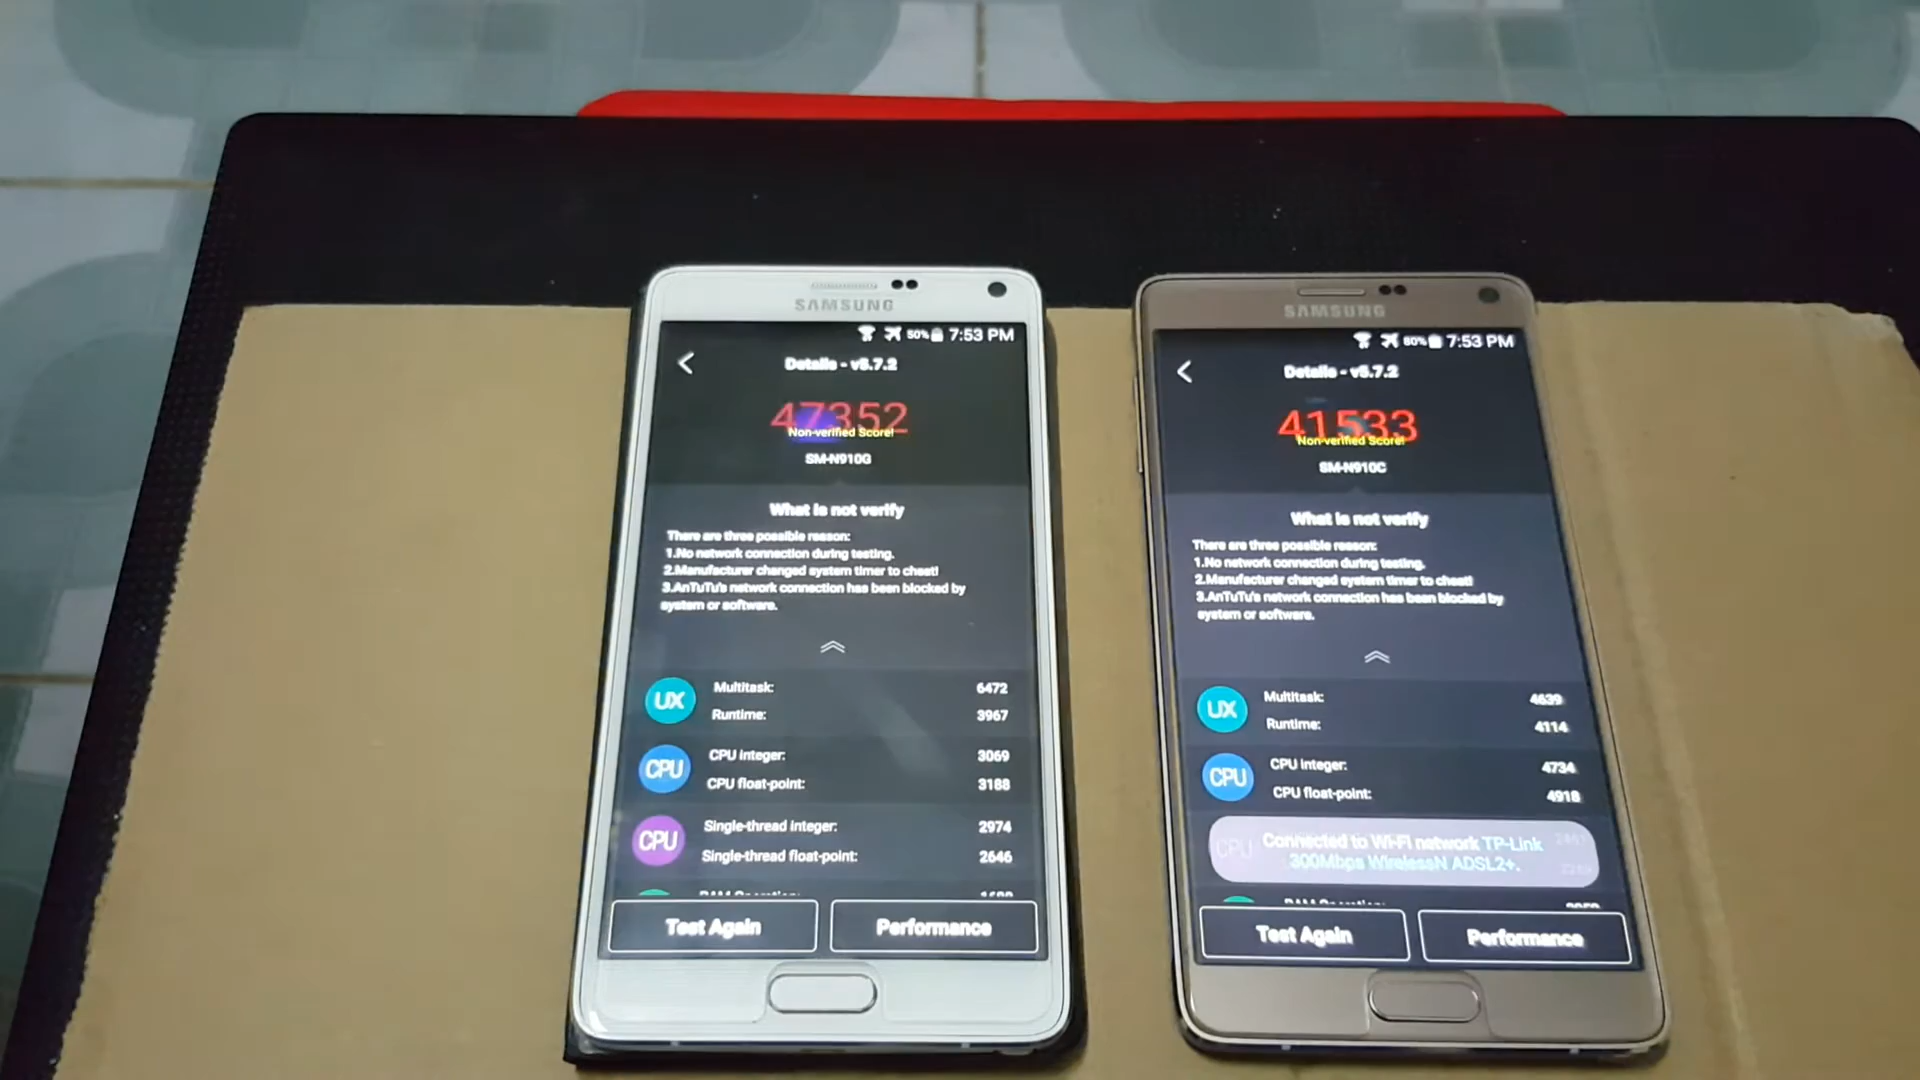 SAMSUNG
50% 7:53 PM
Details - v5.7.2
47352
Non-verified Score!
SM-N910G
What is not verify
There are three possible reason:
1.No network connection during testing.
2.Manufacturer changed system timer to cheat!
3.AnTuTu's network connection has been blocked by
system or software.
UX
Multitask: 6472
Runtime: 3967
CPU
CPU integer: 3069
CPU float-point: 3188
CPU
Single-thread integer: 2974
Single-thread float-point: 2646
RAM Operation:
Test Again
Performance
SAMSUNG
60% 7:53 PM
Details - v5.7.2
41533
Non-verified Score!
SM-N910C
What is not verify
There are three possible reason:
1.No network connection during testing.
2.Manufacturer changed system timer to cheat!
3.AnTuTu's network connection has been blocked by
system or software.
UX
Multitask: 4639
Runtime: 4114
CPU
CPU integer: 4734
CPU float-point: 4918
CPU
Connected to Wi-Fi network TP-Link
300Mbps WirelessN ADSL2+.
RAM Operation:
Test Again
Performance